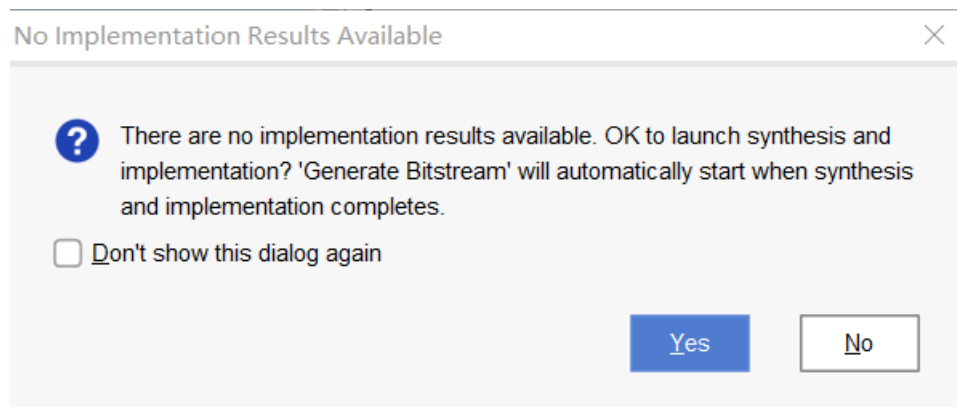 No Implementation Results Available
There are no implementation results available. OK to launch synthesis and
implementation? 'Generate Bitstream' will automatically start when synthesis
and implementation completes.
Don't show this dialog again
Yes
No